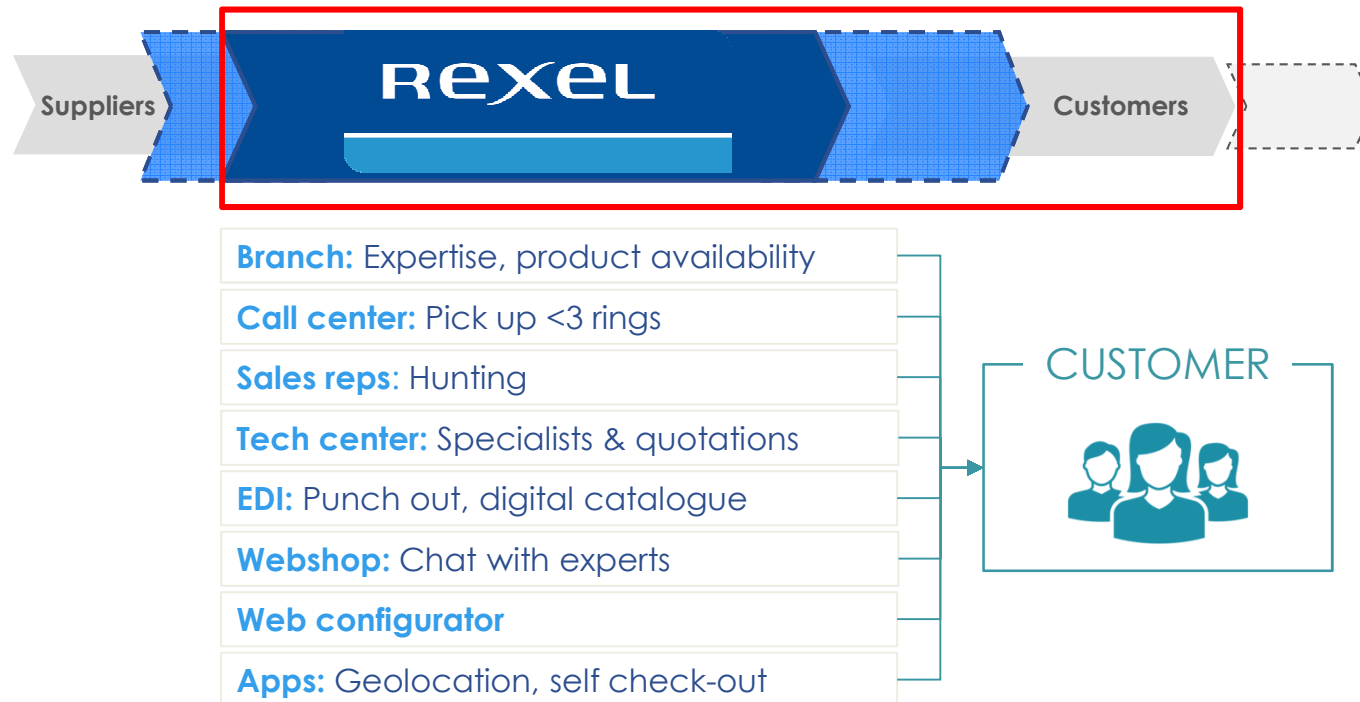 Suppliers
REXEL
Customers
Branch: Expertise, product availability
Call center: Pick up <3 rings
Sales reps: Hunting
Tech center: Specialists & quotations
EDI: Punch out, digital catalogue
Webshop: Chat with experts
Web configurator
Apps: Geolocation, self check-out
CUSTOMER